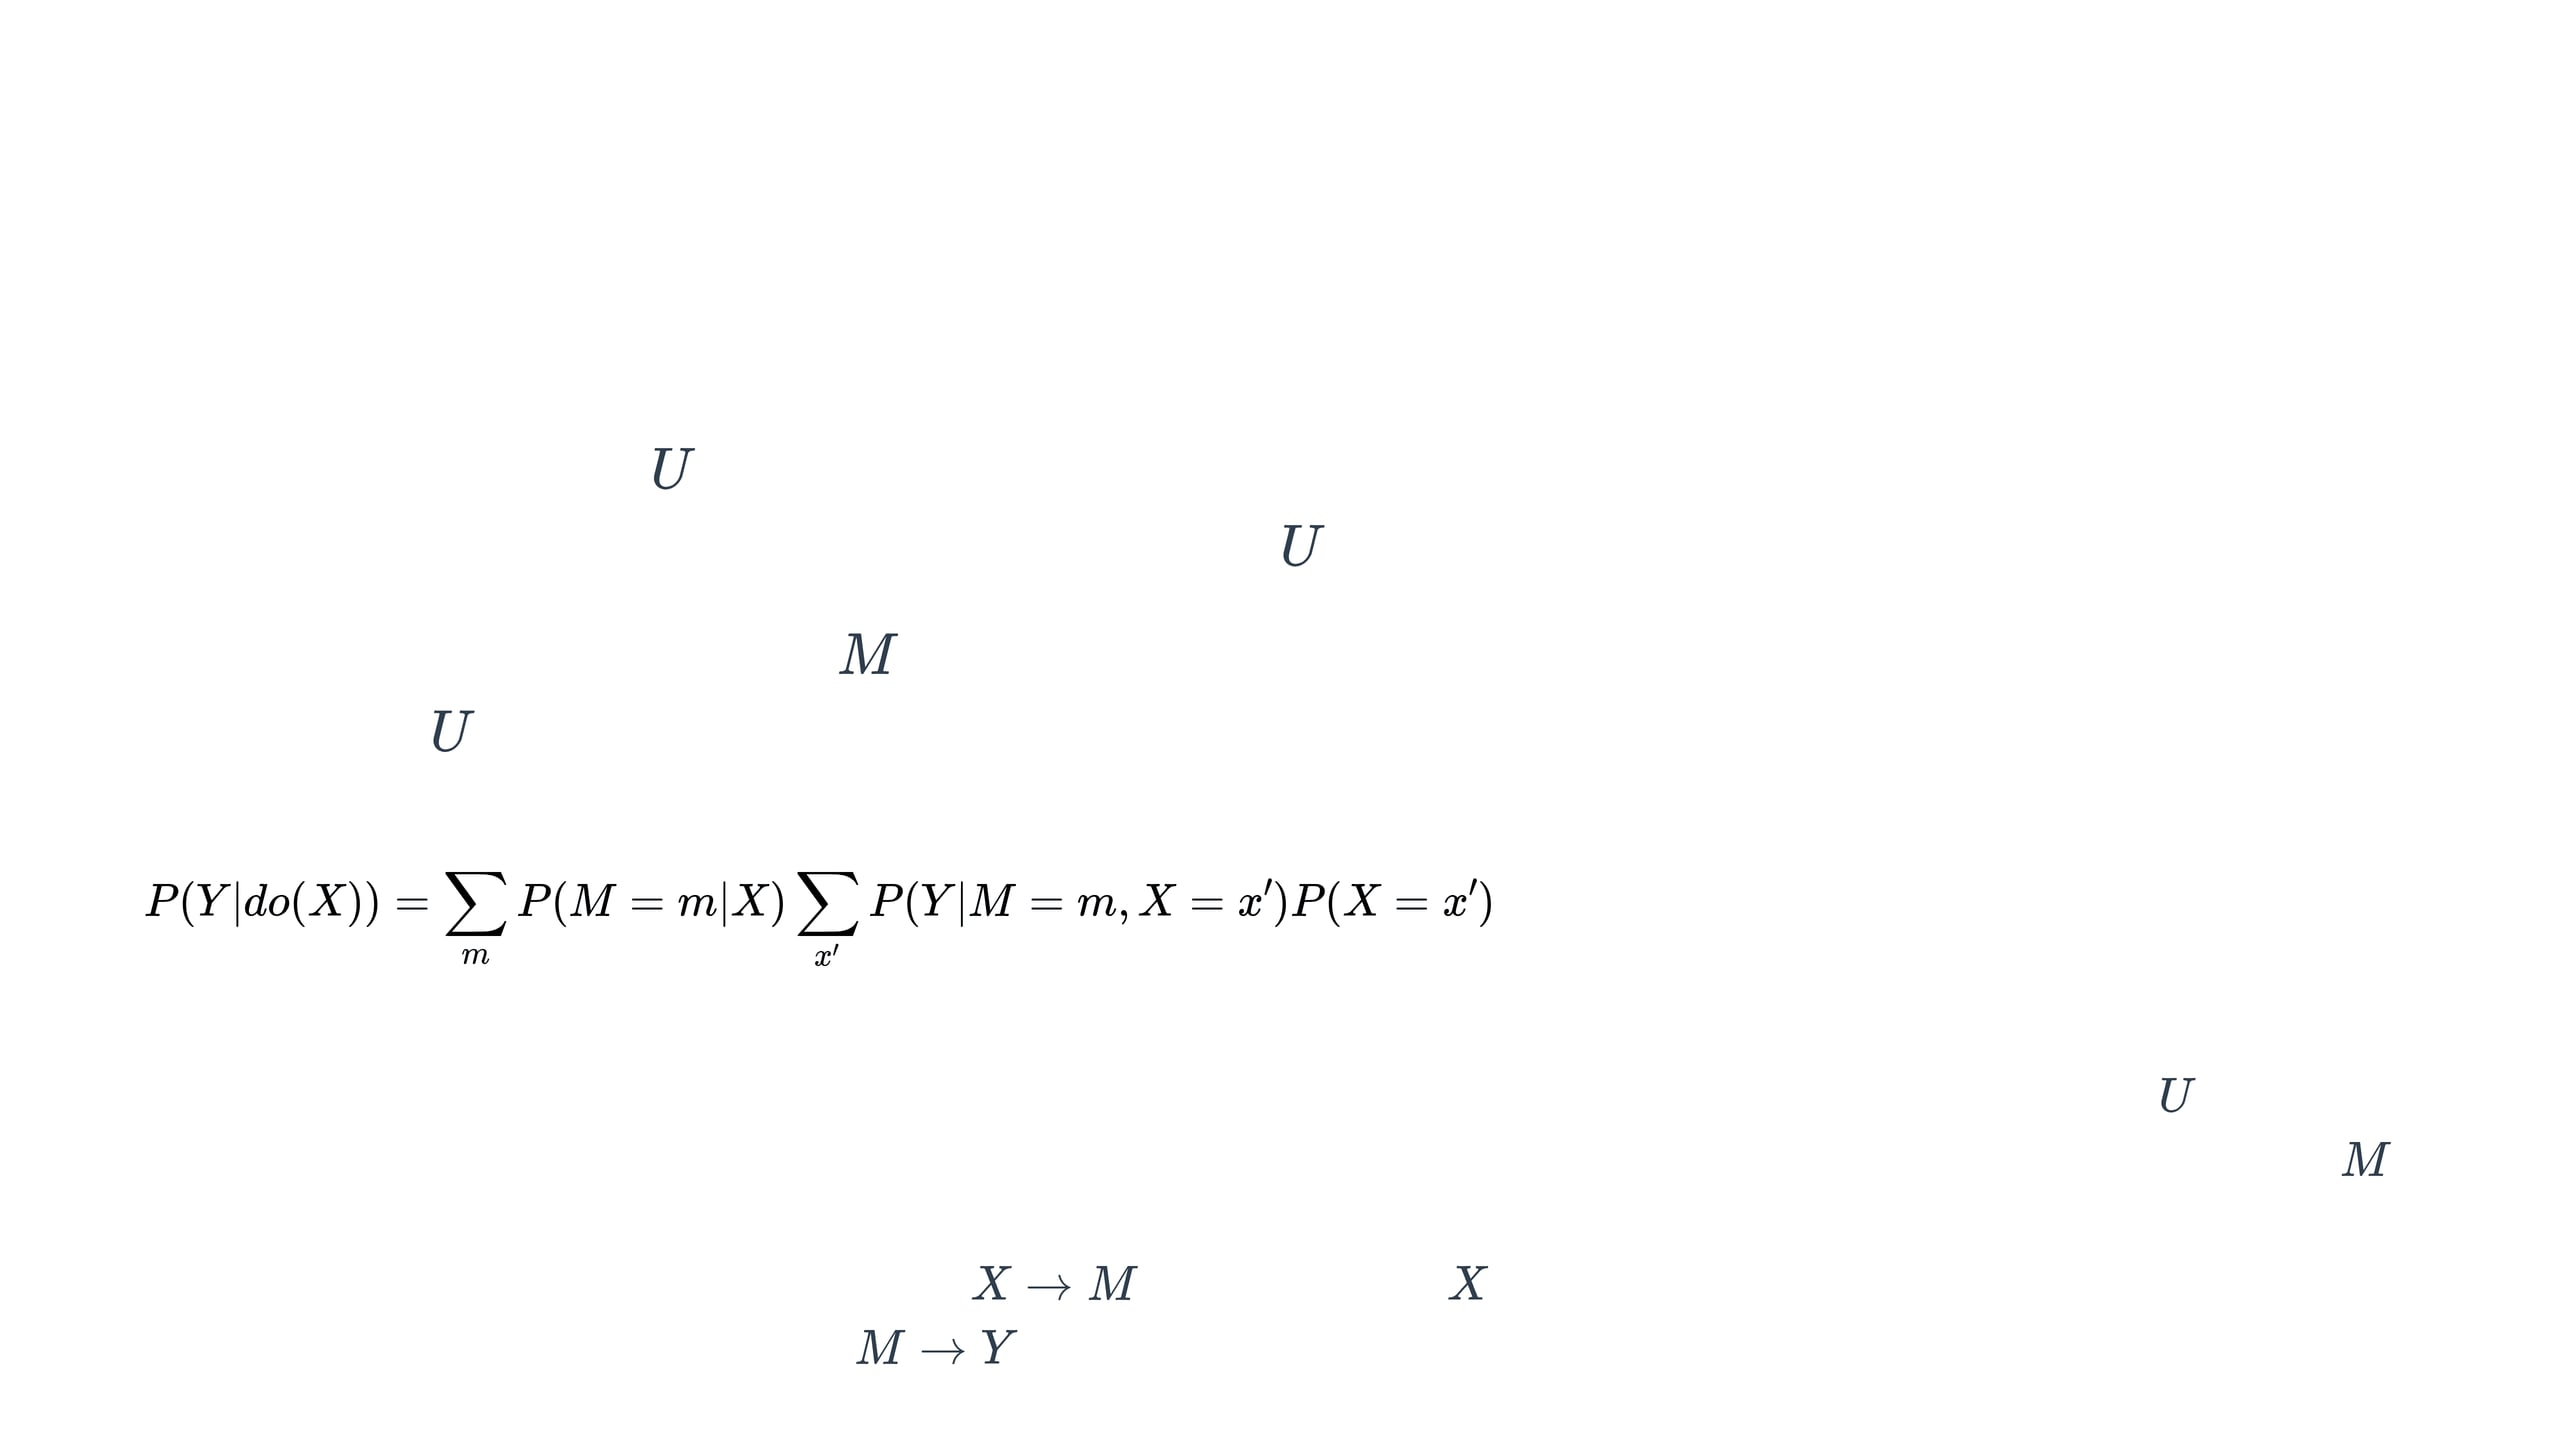 U
U
M
U
P(Y|do(X)) = ∑_m P(M = m|X) ∑_{x′} P(Y|M = m, X = x′)P(X = x′)
U
M
X → M X
M → Y